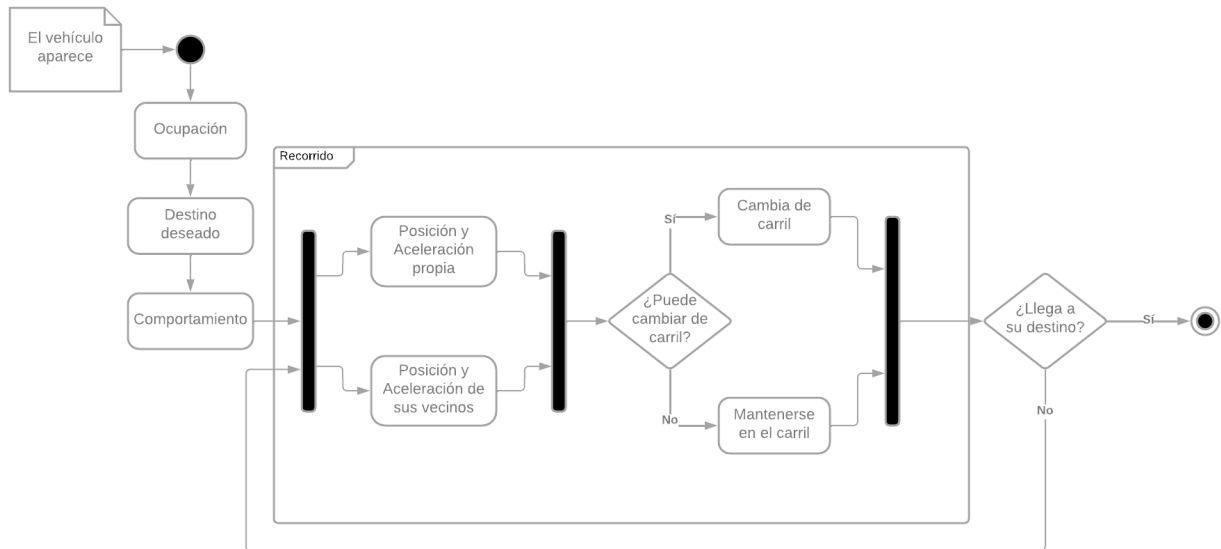 El vehículo
aparece
Ocupación
Destino
deseado
Comportamiento
Recorrido
Posición y
Aceleración
propia
Posición y
Aceleración de
sus vecinos
¿Puede
cambiar de
carril?
Sí
Cambia de
carril
No
Mantenerse
en el carril
¿Llega a
su destino?
Sí
No